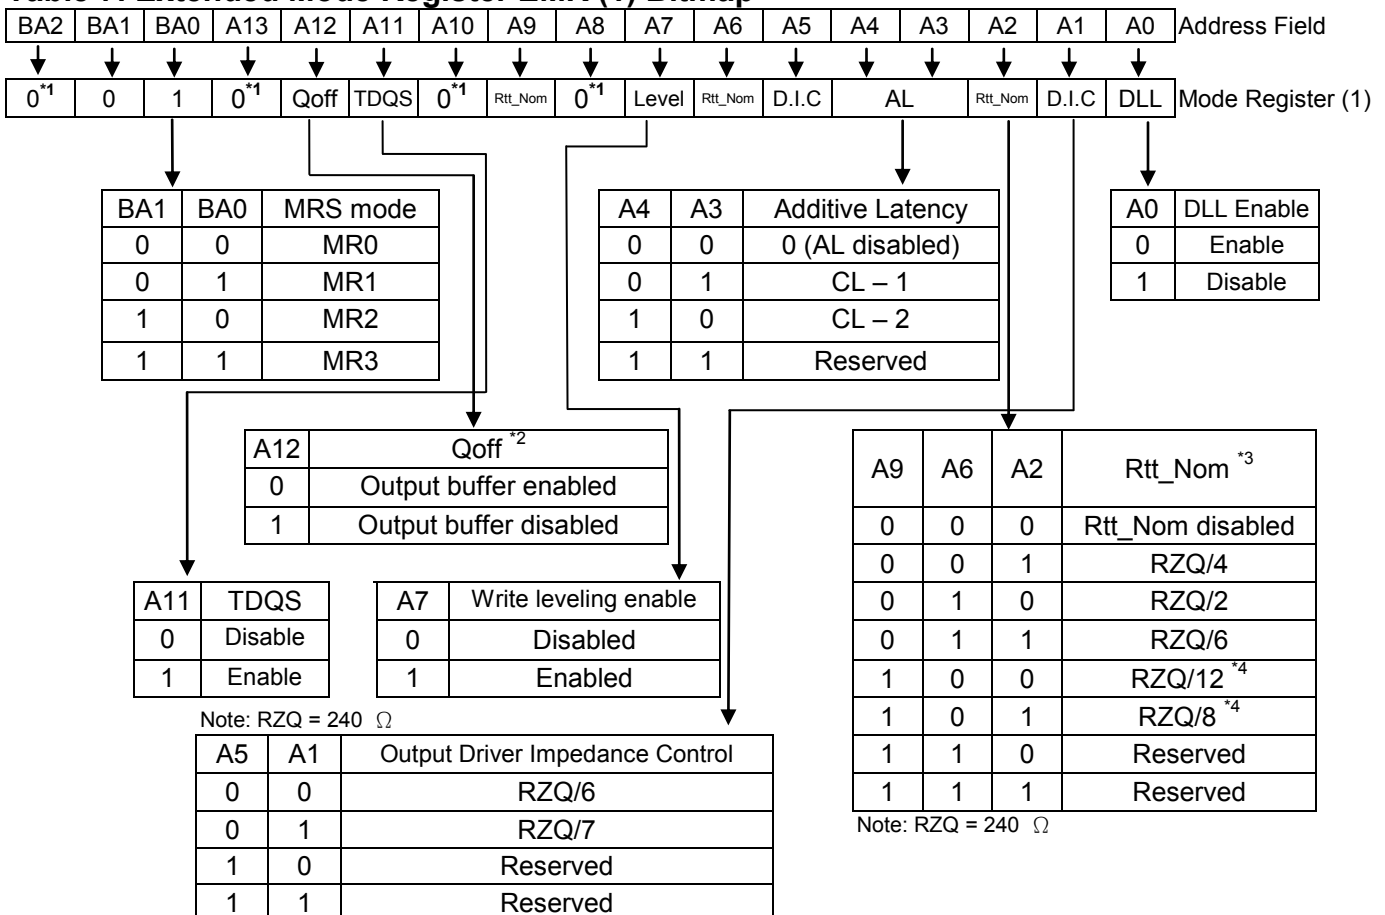 Table 7. Extended Mode Register EMR (1) Bitmap
BA2 BA1 BA0 A13 A12 A11 A10 A9 A8 A7 A6 A5 A4 A3 A2 A1 A0 Address Field
0*1 0 1 0*1 Qoff TDQS 0*1 Rtt_Nom 0*1 Level Rtt_Nom D.I.C AL Rtt_Nom D.I.C DLL Mode Register (1)
BA1 BA0 MRS mode
0 0 MR0
0 1 MR1
1 0 MR2
1 1 MR3
A4 A3 Additive Latency
0 0 0 (AL disabled)
0 1 CL – 1
1 0 CL – 2
1 1 Reserved
A0 DLL Enable
0 Enable
1 Disable
A12 Qoff *2
0 Output buffer enabled
1 Output buffer disabled
A9 A6 A2 Rtt_Nom *3
0 0 0 Rtt_Nom disabled
0 0 1 RZQ/4
0 1 0 RZQ/2
0 1 1 RZQ/6
1 0 0 RZQ/12 *4
1 0 1 RZQ/8 *4
1 1 0 Reserved
1 1 1 Reserved
Note: RZQ = 240 Ω
A11 TDQS
0 Disable
1 Enable
A7 Write leveling enable
0 Disabled
1 Enabled
Note: RZQ = 240 Ω
A5 A1 Output Driver Impedance Control
0 0 RZQ/6
0 1 RZQ/7
1 0 Reserved
1 1 Reserved